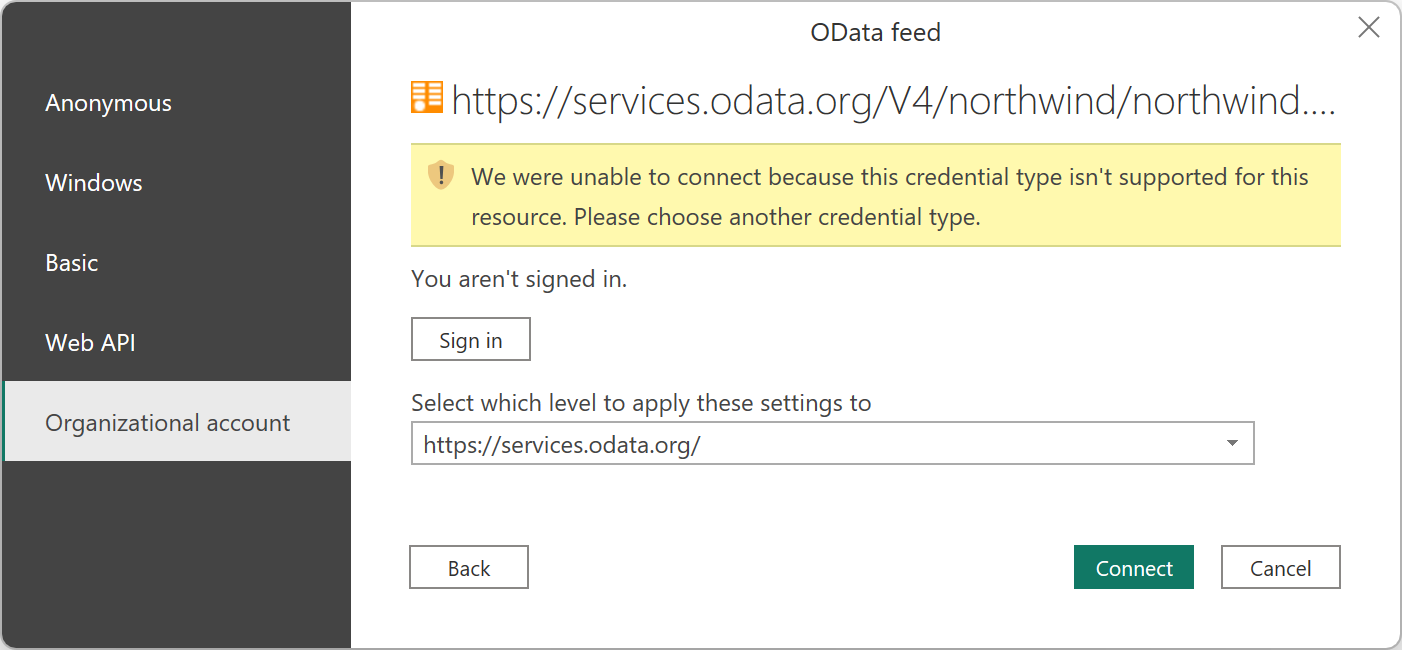 OData feed
Anonymous
Windows
Basic
Web API
Organizational account
https://services.odata.org/V4/northwind/northwind....
We were unable to connect because this credential type isn't supported for this
resource. Please choose another credential type.
You aren't signed in.
Sign in
Select which level to apply these settings to
https://services.odata.org/
Back
Connect
Cancel